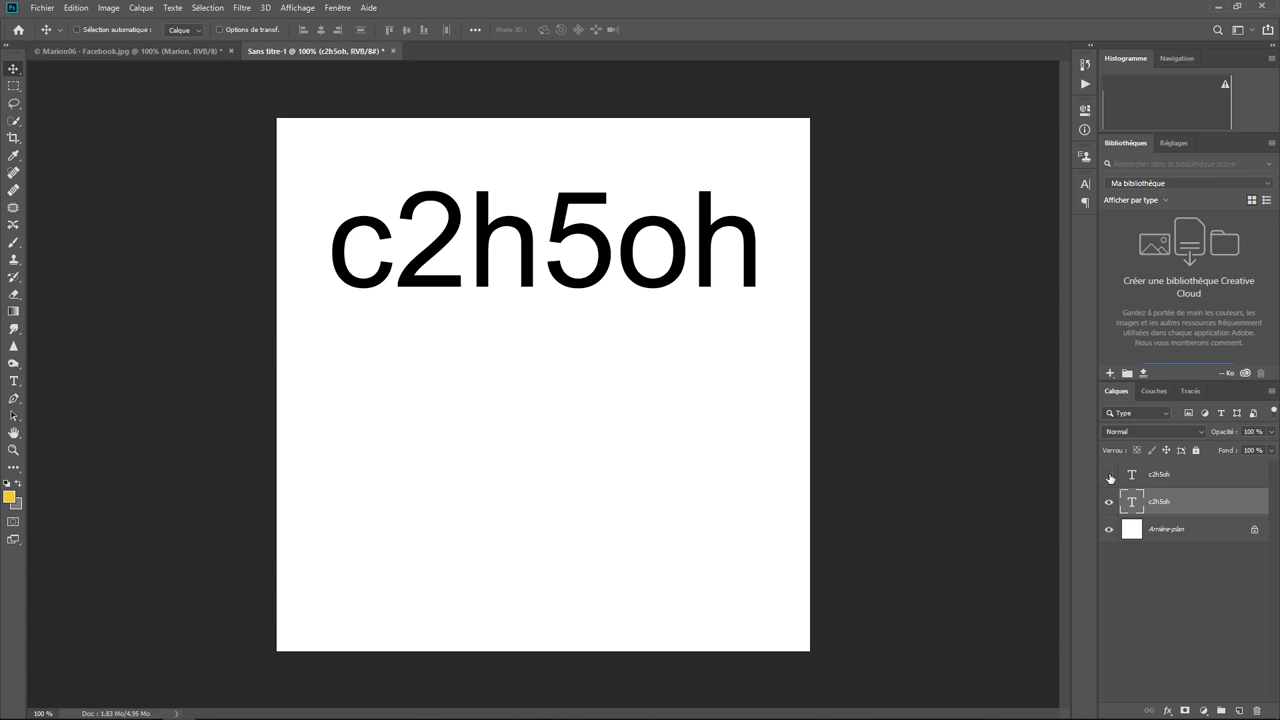 Ps Fichier Edition Image Calque Texte Sélection Filtre 3D Affichage Fenêtre Aide
Sélection automatique : Calque Options de transf. Mode 3D :
© Marion06 - Facebook.jpg @ 100% (Marion, RVB/8) * × Sans titre-1 @ 100% (c2h5oh, RVB/8#) * ×
Histogramme Navigation
Bibliothèques Réglages
Rechercher dans la bibliothèque active
Ma bibliothèque
Afficher par type
c2h5oh
Créer une bibliothèque Creative
Cloud
Gardez à portée de main les couleurs, les
images et les autres ressources fréquemment
utilisées dans chaque application Adobe.
Nous vous montrerons comment.
-- Ko
Calques Couches Tracés
Type
Normal Opacité : 100 %
Verrou : Fond : 100 %
T c2h5oh
T c2h5oh
Arrière-plan
100 % Doc : 1,83 Mo/4,95 Mo